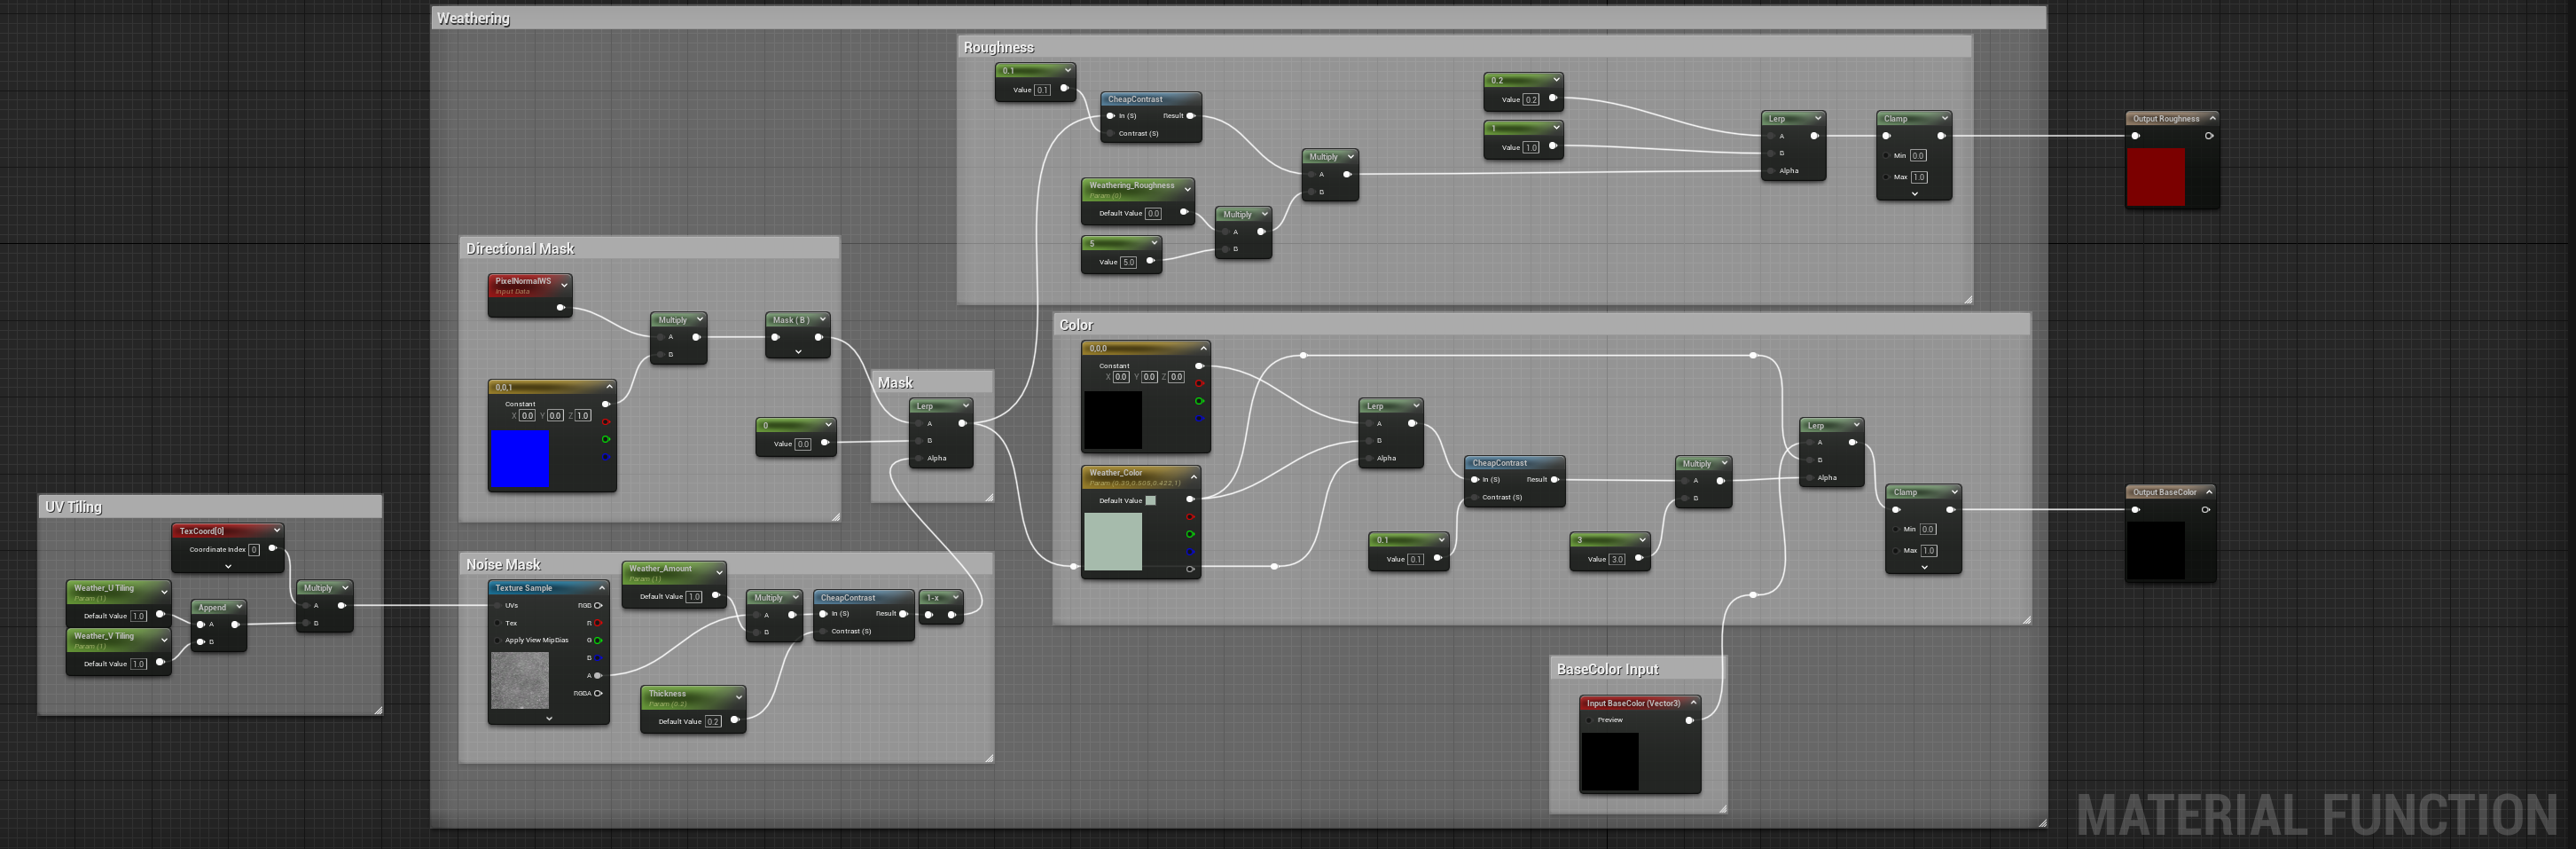 Weathering
Roughness
0.1
Value 0.1
CheapContrast
In (S) Result
Contrast (S)
Weathering_Roughness
Param (0)
Default Value 0.0
5
Value 5.0
Multiply
A
B
Multiply
A
B
0.2
Value 0.2
1
Value 1.0
Lerp
A
B
Alpha
Clamp
Min 0.0
Max 1.0
Output Roughness
Directional Mask
PixelNormalWS
Input Data
0,0,1
Constant
X 0.0 Y 0.0 Z 1.0
Multiply
A
B
Mask ( B )
0
Value 0.0
Mask
Lerp
A
B
Alpha
Color
0,0,0
Constant
X 0.0 Y 0.0 Z 0.0
Weather_Color
Default Value
Lerp
A
B
Alpha
CheapContrast
In (S) Result
Contrast (S)
0.1
Value 0.1
3
Value 3.0
Multiply
A
B
Lerp
A
B
Alpha
Clamp
Min 0.0
Max 1.0
Output BaseColor
UV Tiling
TexCoord[0]
Coordinate Index 0
Weather_U Tiling
Param (1)
Default Value 1.0
Weather_V Tiling
Param (1)
Default Value 1.0
Append
A
B
Multiply
A
B
Noise Mask
Texture Sample
UVs RGB
Tex R
Apply View MipBias G
B
A
RGBA
Weather_Amount
Param (1)
Default Value 1.0
Multiply
A
B
CheapContrast
In (S) Result
Contrast (S)
1-x
Thickness
Param (0.2)
Default Value 0.2
BaseColor Input
Input BaseColor (Vector3)
Preview
MATERIAL FUNCTION